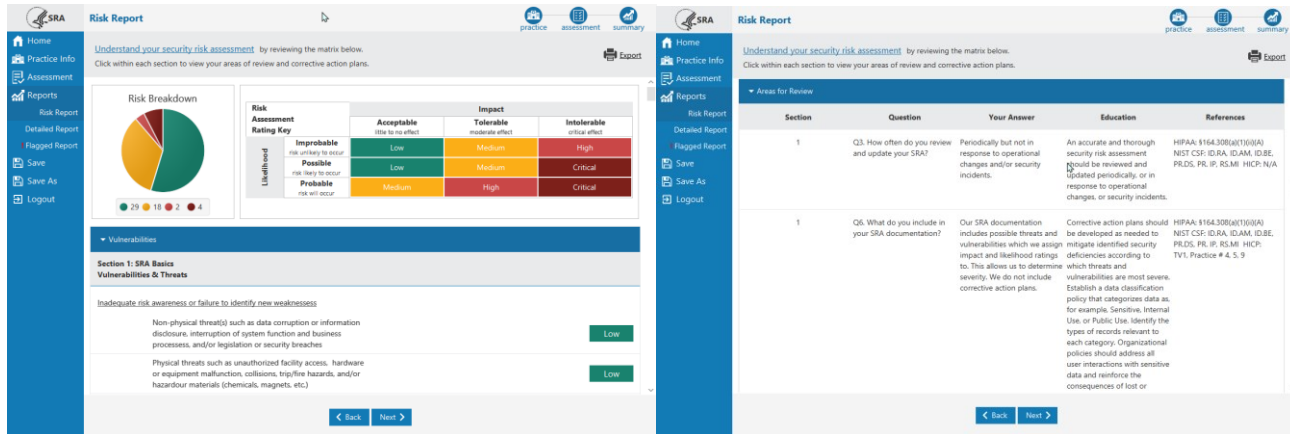 SRA
Risk Report
practice
assessment
summary
Home
Practice Info
Assessment
Reports
Risk Report
Detailed Report
Flagged Report
Save
Save As
Logout
Understand your security risk assessment by reviewing the matrix below.
Click within each section to view your areas of review and corrective action plans.
Export
Risk Breakdown
29 18 2 4
Risk
Assessment
Rating Key
Impact
Acceptable
little to no effect
Tolerable
moderate effect
Intolerable
critical effect
Likelihood
Improbable
risk unlikely to occur
Low
Medium
High
Possible
risk likely to occur
Low
Medium
Critical
Probable
risk will occur
Medium
High
Critical
Vulnerabilities
Section 1: SRA Basics
Vulnerabilities & Threats
Inadequate risk awareness or failure to identify new weaknessess
Non-physical threat(s) such as data corruption or information
disclosure, interruption of system function and business
processess, and/or legislation or security breaches
Low
Physical threats such as unauthorized facility access, hardware
or equipment malfunction, collisions, trip/fire hazards, and/or
hazardour materials (chemicals, magnets, etc.)
Low
Back
Next
SRA
Risk Report
practice
assessment
summary
Home
Practice Info
Assessment
Reports
Risk Report
Detailed Report
Flagged Report
Save
Save As
Logout
Understand your security risk assessment by reviewing the matrix below.
Click within each section to view your areas of review and corrective action plans.
Export
Areas for Review
Section
Question
Your Answer
Education
References
1
Q3. How often do you review
and update your SRA?
Periodically but not in
response to operational
changes and/or security
incidents.
An accurate and thorough
security risk assessment
should be reviewed and
updated periodically, or in
response to operational
changes, or security incidents.
HIPAA: §164.308(a)(1)(ii)(A)
NIST CSF: ID.RA, ID.AM, ID.BE,
PR.DS, PR. IP, RS.MI HICP: N/A
1
Q6. What do you include in
your SRA documentation?
Our SRA documentation
includes possible threats and
vulnerabilities which we assign
impact and likelihood ratings
to. This allows us to determine
severity. We do not include
corrective action plans.
Corrective action plans should
be developed as needed to
mitigate identified security
deficiencies according to
which threats and
vulnerabilities are most severe.
Establish a data classification
policy that categorizes data as,
for example, Sensitive, Internal
Use, or Public Use. Identify the
types of records relevant to
each category. Organizational
policies should address all
user interactions with sensitive
data and reinforce the
consequences of lost or
HIPAA: §164.308(a)(1)(ii)(A)
NIST CSF: ID.RA, ID.AM, ID.BE,
PR.DS, PR. IP, RS.MI HICP:
TV1, Practice # 4, 5, 9
Back
Next